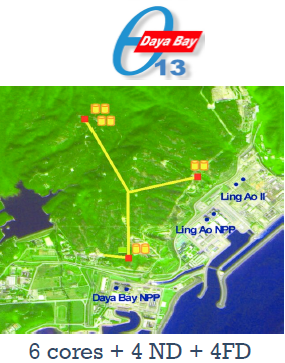 θ
Daya Bay
13
Ling Ao II
Ling Ao NPP
Daya Bay NPP
6 cores + 4 ND + 4FD